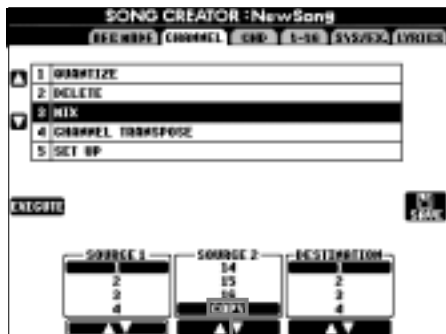 SONG CREATOR : NewSong
REC MODE CHANNEL CHD 1-16 SYS/EX. LYRICS
1 QUANTIZE
2 DELETE
3 MIX
4 CHANNEL TRANSPOSE
5 SET UP
EXECUTE
SAVE
SOURCE 1 SOURCE 2 DESTINATION
1 14 1
2 15 2
3 16 3
4 COPY 4